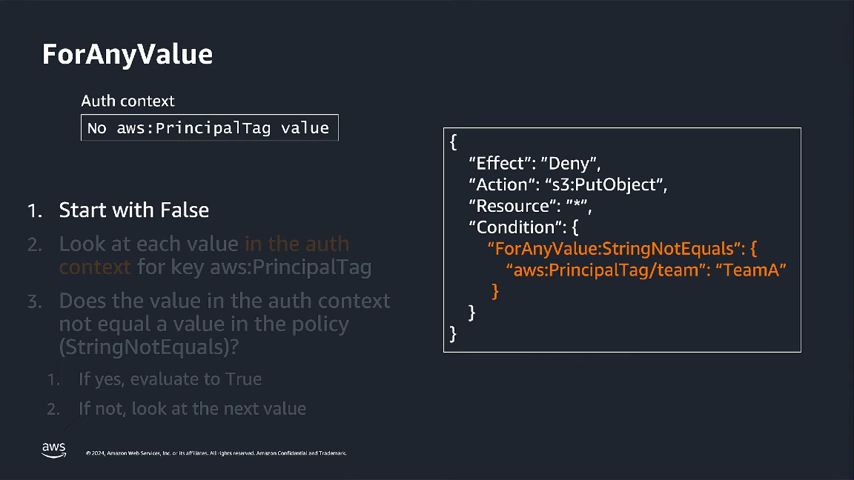 ForAnyValue
Auth context
No aws:PrincipalTag value
1. Start with False
2. Look at each value in the auth
context for key aws:PrincipalTag
3. Does the value in the auth context
not equal a value in the policy
(StringNotEquals)?
1. If yes, evaluate to True
2. If not, look at the next value
{
“Effect”: “Deny”,
“Action”: “s3:PutObject”,
“Resource”: ”*”,
“Condition”: {
“ForAnyValue:StringNotEquals”: {
“aws:PrincipalTag/team”: “TeamA”
}
}
}
aws
© 2024, Amazon Web Services, Inc. or its affiliates. All rights reserved. Amazon Confidential and Trademark.